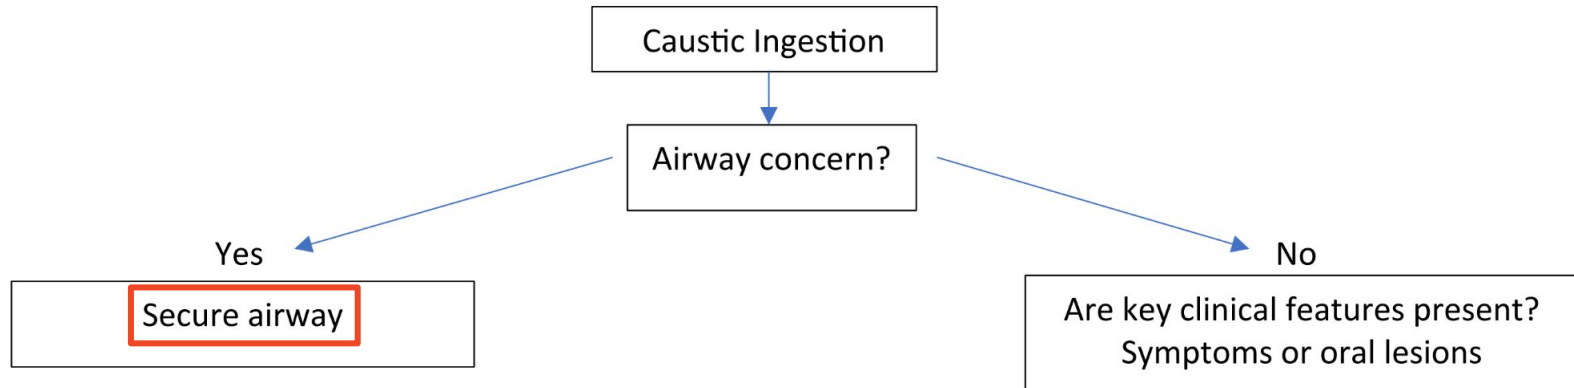 Caustic Ingestion
Airway concern?
Yes
No
Secure airway
Are key clinical features present?
Symptoms or oral lesions